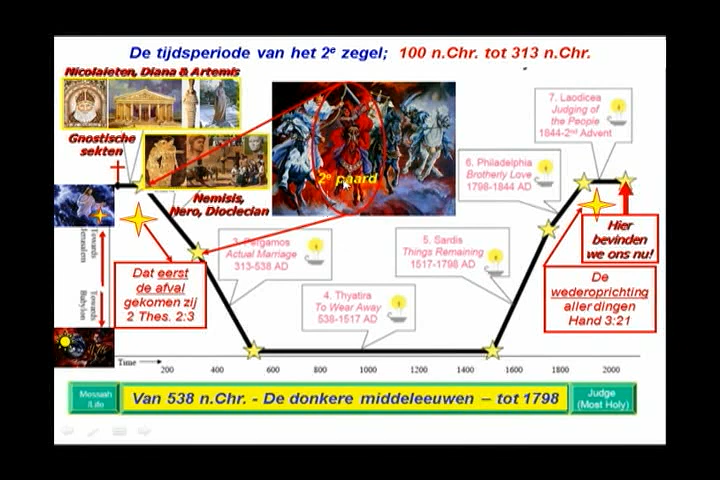 De tijdsperiode van het 2e zegel; 100 n.Chr. tot 313 n.Chr.
Nicolaieten, Diana & Artemis
Gnostische
sekten
Nemisis,
Nero, Dioclecian
2e paard
7. Laodicea
Judging of
the People
1844-2nd Advent
6. Philadelphia
Brotherly Love
1798-1844 AD
Hier
bevinden
we ons nu!
3. Pergamos
Actual Marriage
313-538 AD
5. Sardis
Things Remaining
1517-1798 AD
4. Thyatira
To Wear Away
538-1517 AD
Towards
Jerusalem
Towards
Babylon
Dat eerst
de afval
gekomen zij
2 Thes. 2:3
De
wederoprichting
aller dingen
Hand 3:21
Time
200 400 600 800 1000 1200 1400 1600 1800 2000
Messiah
/Life
Van 538 n.Chr. - De donkere middeleeuwen – tot 1798
Judge
(Most Holy)